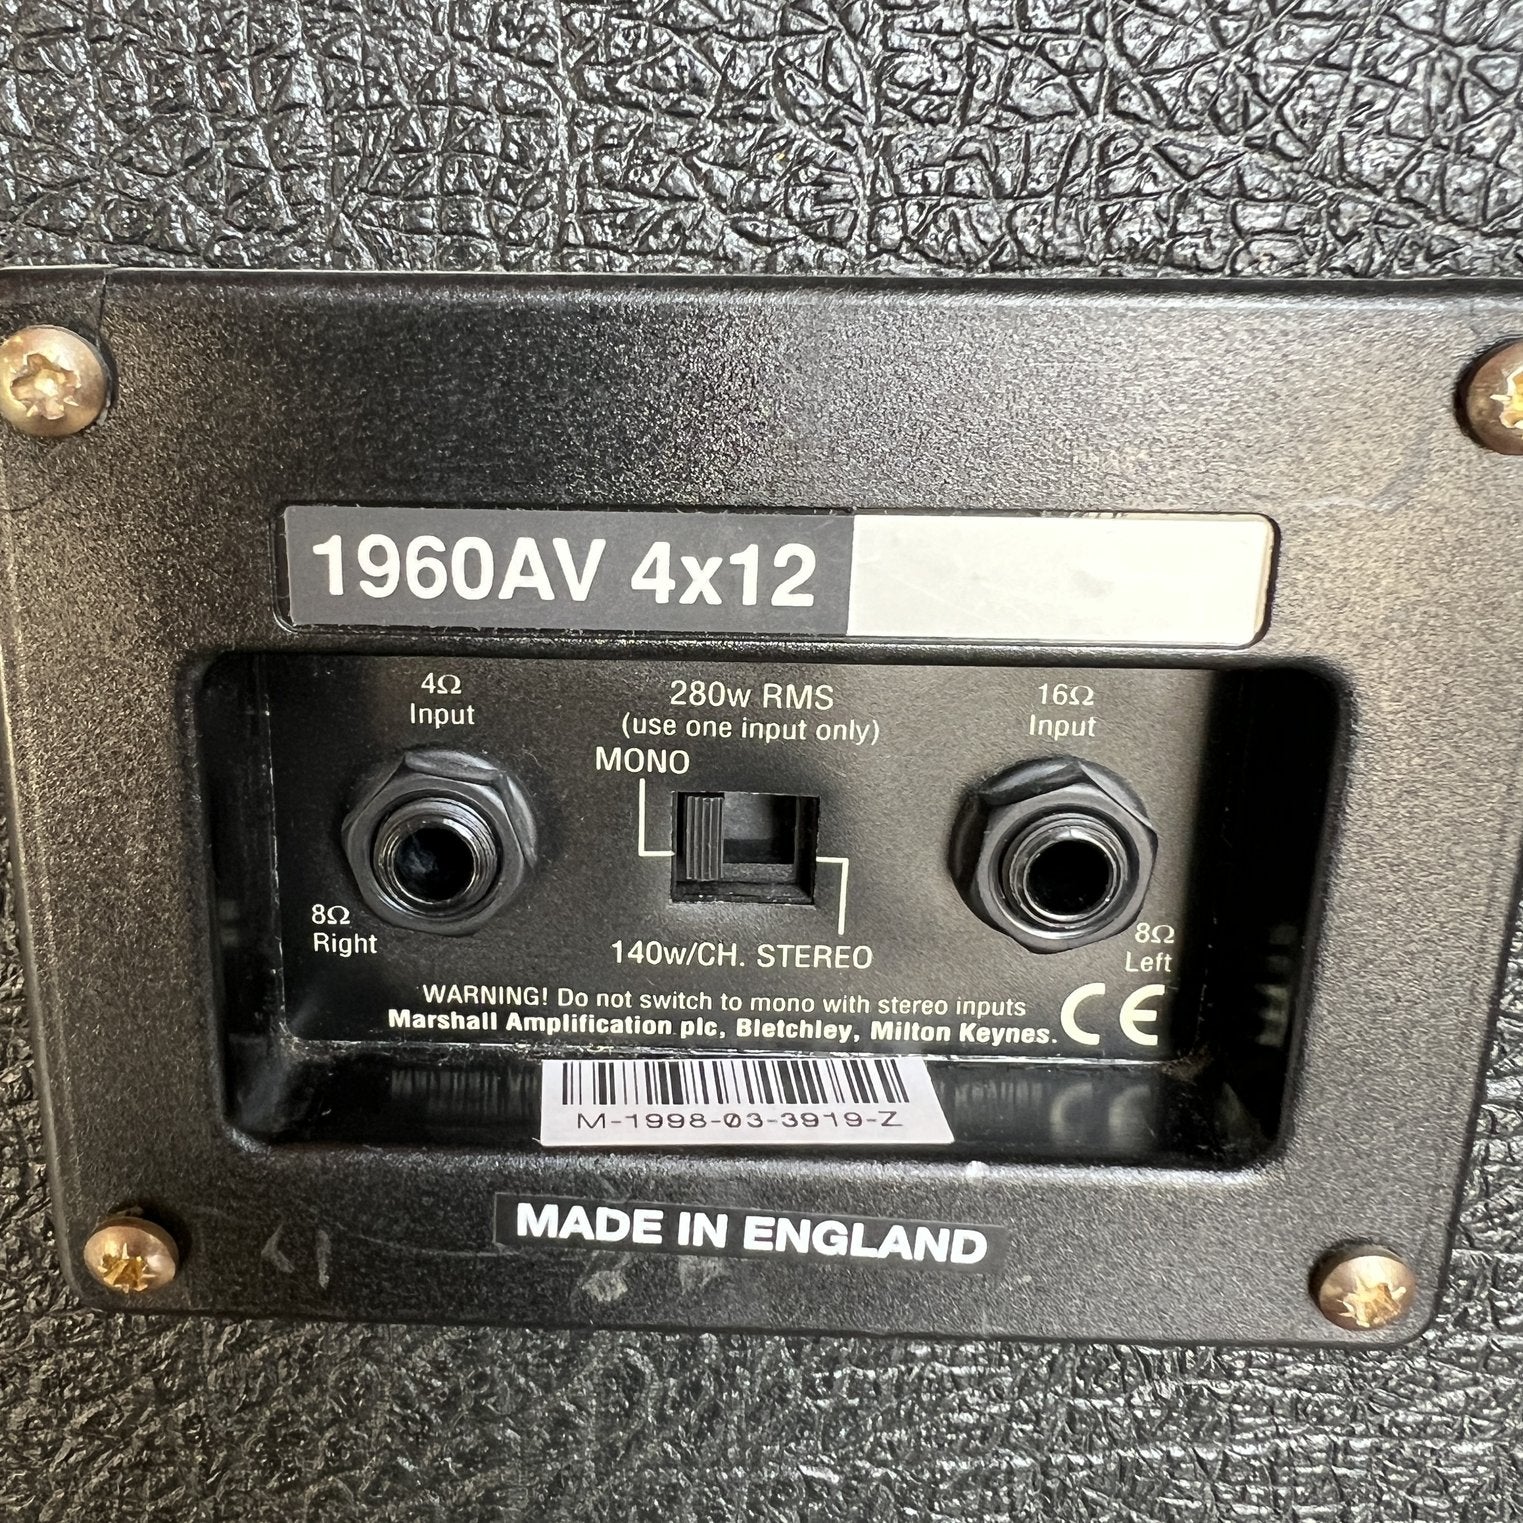 1960AV 4x12
4Ω
Input
280w RMS
(use one input only)
16Ω
Input
MONO
8Ω
Right
140w/CH. STEREO
8Ω
Left
WARNING! Do not switch to mono with stereo inputs
Marshall Amplification plc, Bletchley, Milton Keynes.
CE
M-1998-03-3919-Z
MADE IN ENGLAND